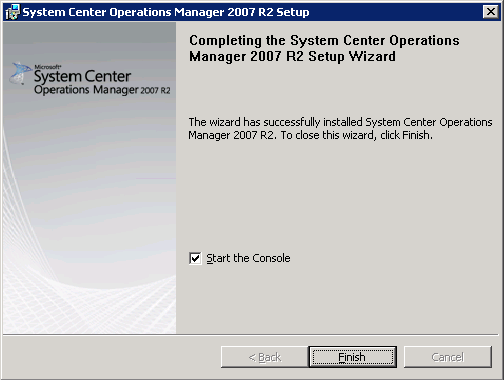 System Center Operations Manager 2007 R2 Setup
Completing the System Center Operations
Manager 2007 R2 Setup Wizard
Microsoft®
System Center
Operations Manager 2007 R2
The wizard has successfully installed System Center Operations
Manager 2007 R2. To close this wizard, click Finish.
Start the Console
< Back
Finish
Cancel